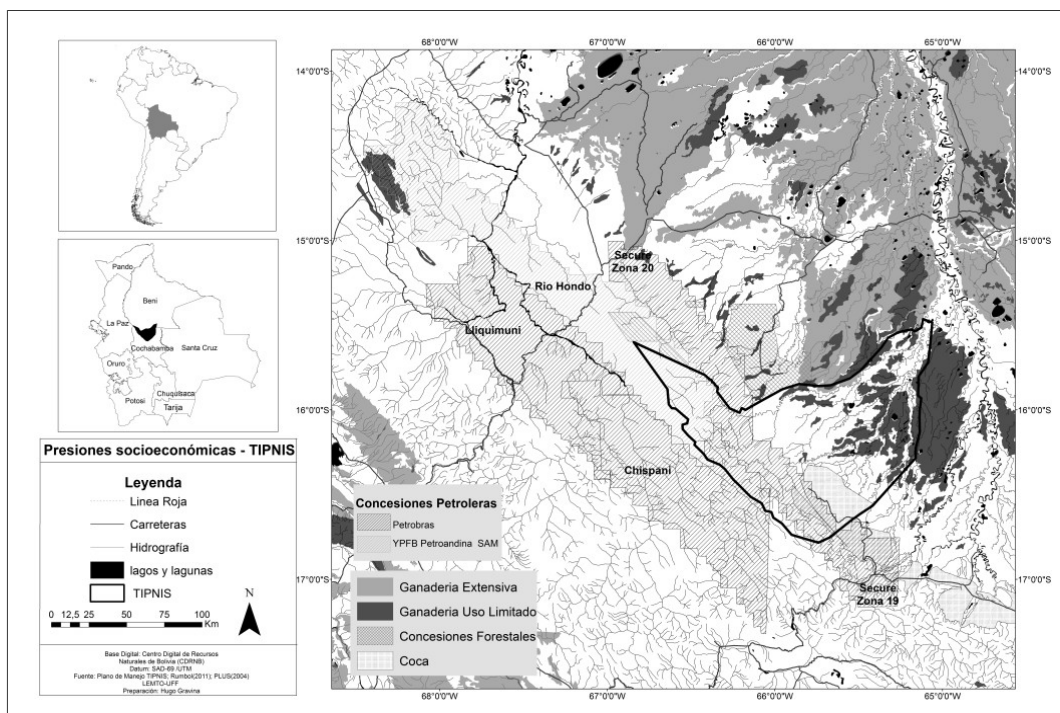 68°0'0"W 67°0'0"W 66°0'0"W 65°0'0"W
14°0'0"S 14°0'0"S
15°0'0"S 15°0'0"S
16°0'0"S 16°0'0"S
17°0'0"S 17°0'0"S
68°0'0"W 67°0'0"W 66°0'0"W 65°0'0"W
Secure
Zona 20
Rio Hondo
Lliquimuni
Chispani
Secure
Zona 19
Pando
Beni
La Paz
Cochabamba
Santa Cruz
Oruro
Chuquisaca
Potosi
Tarija
Presiones socioeconómicas - TIPNIS
Leyenda
Linea Roja
Carreteras
Hidrografía
lagos y lagunas
TIPNIS
0 12,5 25 50 75 100
Km
N
Base Digital: Centro Digital de Recursos
Naturales de Bolivia (CDRNB)
Datum: SAD-69 /UTM
Fuente: Plano de Manejo TIPNIS; Rumbol(2011); PLUS(2004)
LEMTO-UFF
Preparación: Hugo Gravina
Concesiones Petroleras
Petrobras
YPFB Petroandina SAM
Ganaderia Extensiva
Ganaderia Uso Limitado
Concesiones Forestales
Coca